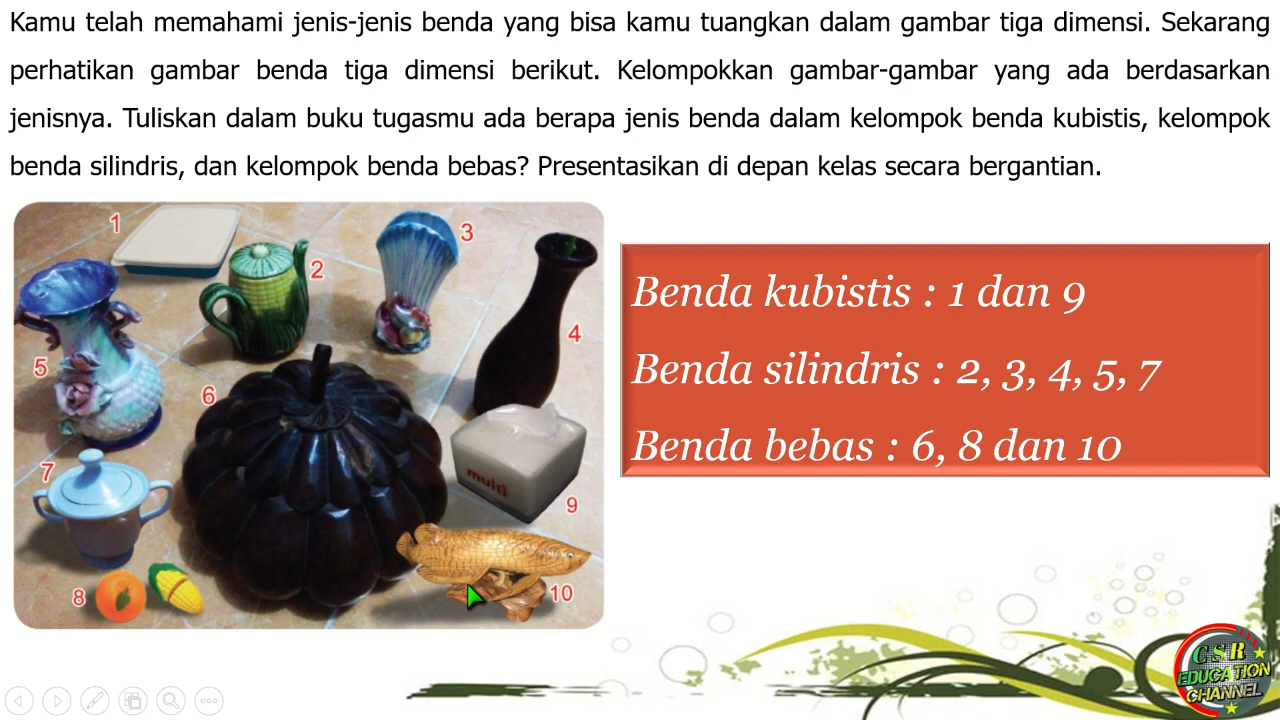 Kamu telah memahami jenis-jenis benda yang bisa kamu tuangkan dalam gambar tiga dimensi. Sekarang
perhatikan gambar benda tiga dimensi berikut. Kelompokkan gambar-gambar yang ada berdasarkan
jenisnya. Tuliskan dalam buku tugasmu ada berapa jenis benda dalam kelompok benda kubistis, kelompok
benda silindris, dan kelompok benda bebas? Presentasikan di depan kelas secara bergantian.
1
2
3
4
5
6
7
8
9
10
multi
Benda kubistis : 1 dan 9
Benda silindris : 2, 3, 4, 5, 7
Benda bebas : 6, 8 dan 10
CSR
EDUCATION
CHANNEL